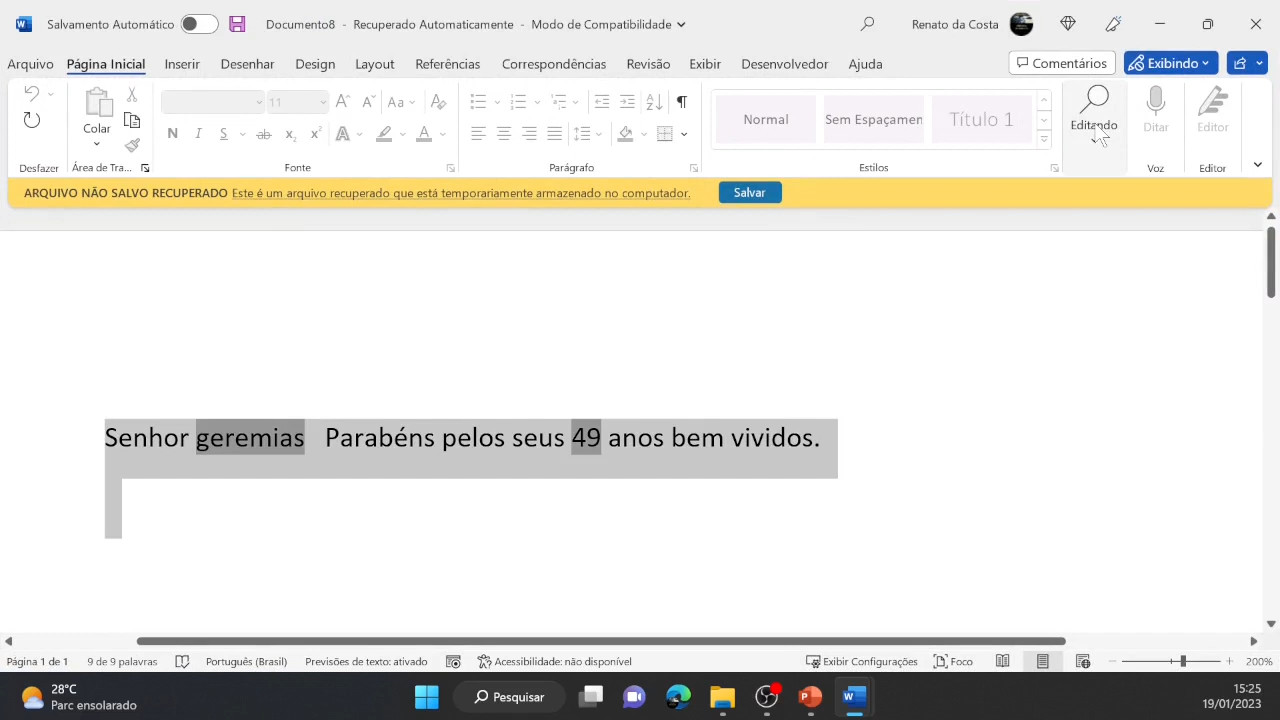 Salvamento Automático Documento8 - Recuperado Automaticamente - Modo de Compatibilidade Renato da Costa
Arquivo Página Inicial Inserir Desenhar Design Layout Referências Correspondências Revisão Exibir Desenvolvedor Ajuda Comentários Exibindo
11 Aa
Colar N I S ab x₂ x² A A Normal Sem Espaçamen Título 1 Editando Ditar Editor
Desfazer Área de Tra... Fonte Parágrafo Estilos Voz Editor
ARQUIVO NÃO SALVO RECUPERADO Este é um arquivo recuperado que está temporariamente armazenado no computador. Salvar
Senhor geremias Parabéns pelos seus 49 anos bem vividos.
Página 1 de 1 9 de 9 palavras Português (Brasil) Previsões de texto: ativado Acessibilidade: não disponível Exibir Configurações Foco 200%
28°C
Parc ensolarado
Pesquisar
15:25
19/01/2023